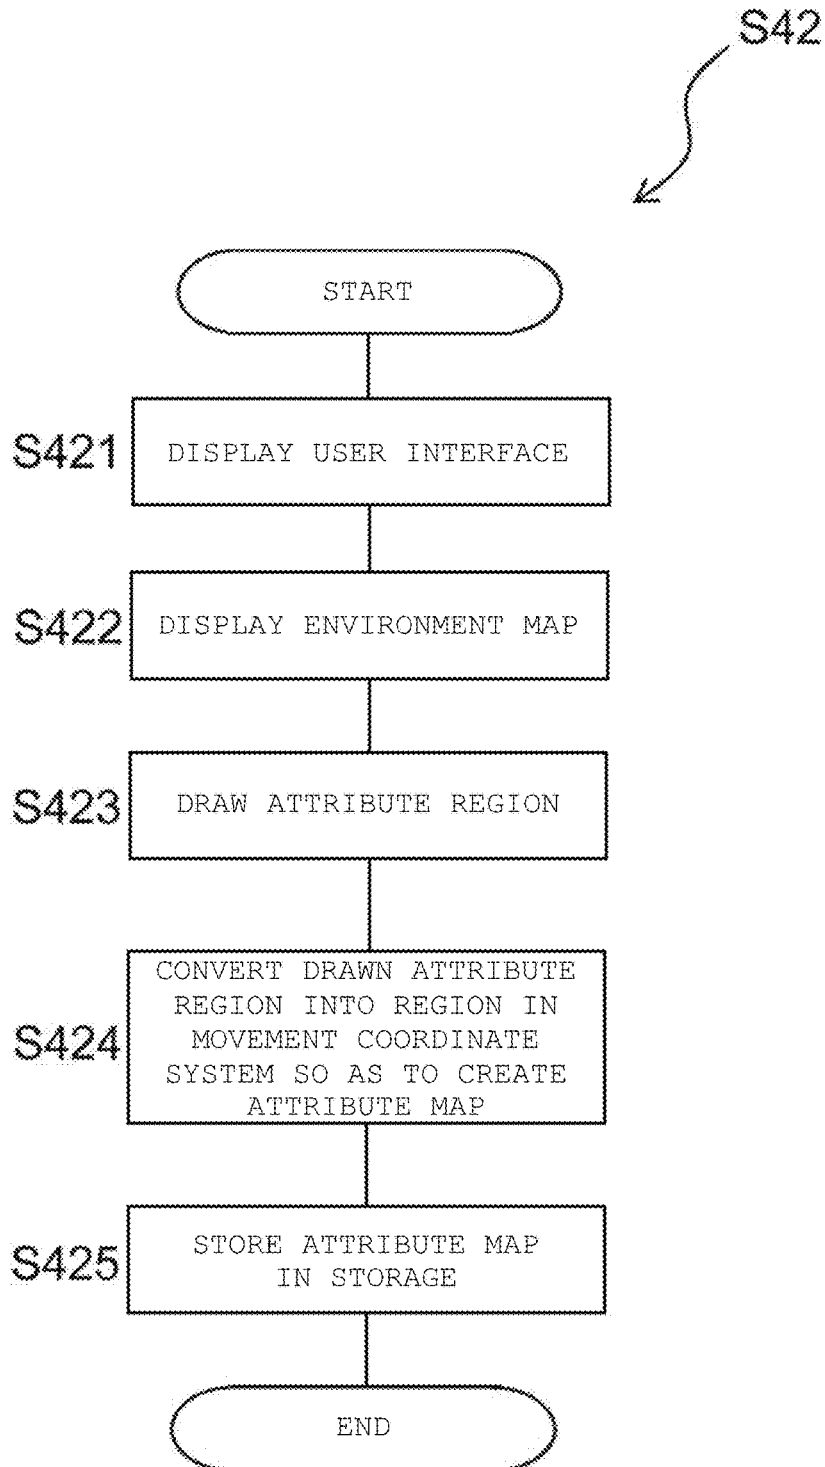 S42
START
S421
DISPLAY USER INTERFACE
S422
DISPLAY ENVIRONMENT MAP
S423
DRAW ATTRIBUTE REGION
S424
CONVERT DRAWN ATTRIBUTE
REGION INTO REGION IN
MOVEMENT COORDINATE
SYSTEM SO AS TO CREATE
ATTRIBUTE MAP
S425
STORE ATTRIBUTE MAP
IN STORAGE
END